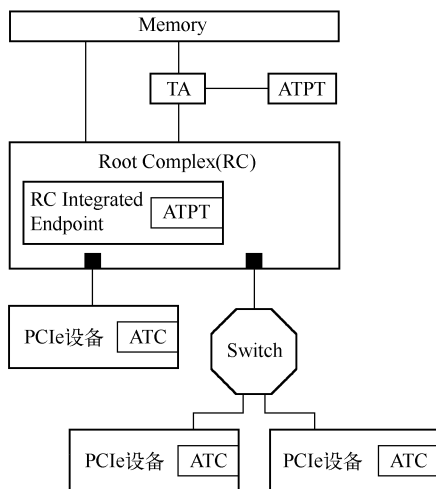 Memory
TA
ATPT
Root Complex(RC)
RC Integrated
Endpoint
ATPT
PCIe设备
ATC
Switch
PCIe设备
ATC
PCIe设备
ATC